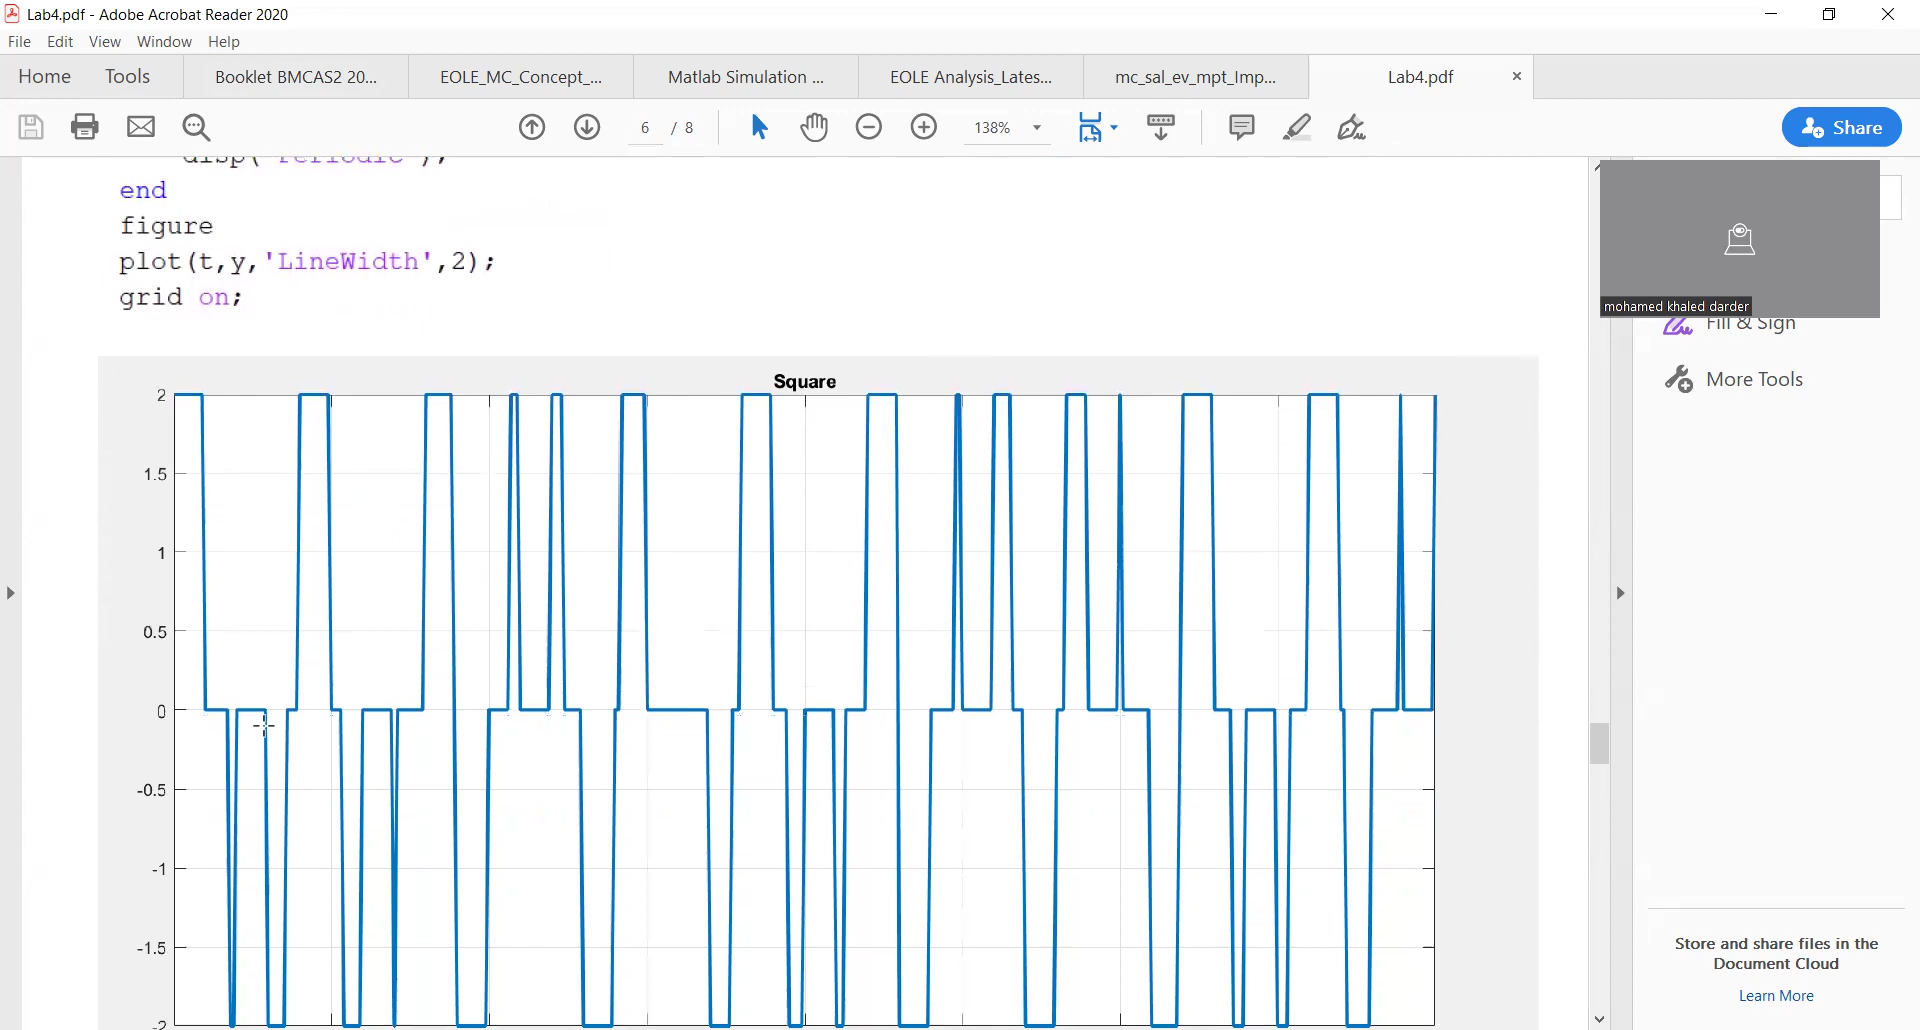 Lab4.pdf - Adobe Acrobat Reader 2020
File Edit View Window Help
Home Tools Booklet BMCAS2 20... EOLE_MC_Concept_... Matlab Simulation ... EOLE Analysis_Lates... mc_sal_ev_mpt_Imp... Lab4.pdf ×
6 / 8 138% Share
disp('Periodic');
end
figure
plot(t,y,'LineWidth',2);
grid on;
mohamed khaled darder
Fill & Sign
More Tools
Square
2
1.5
1
0.5
0
-0.5
-1
-1.5
-2
Store and share files in the
Document Cloud
Learn More